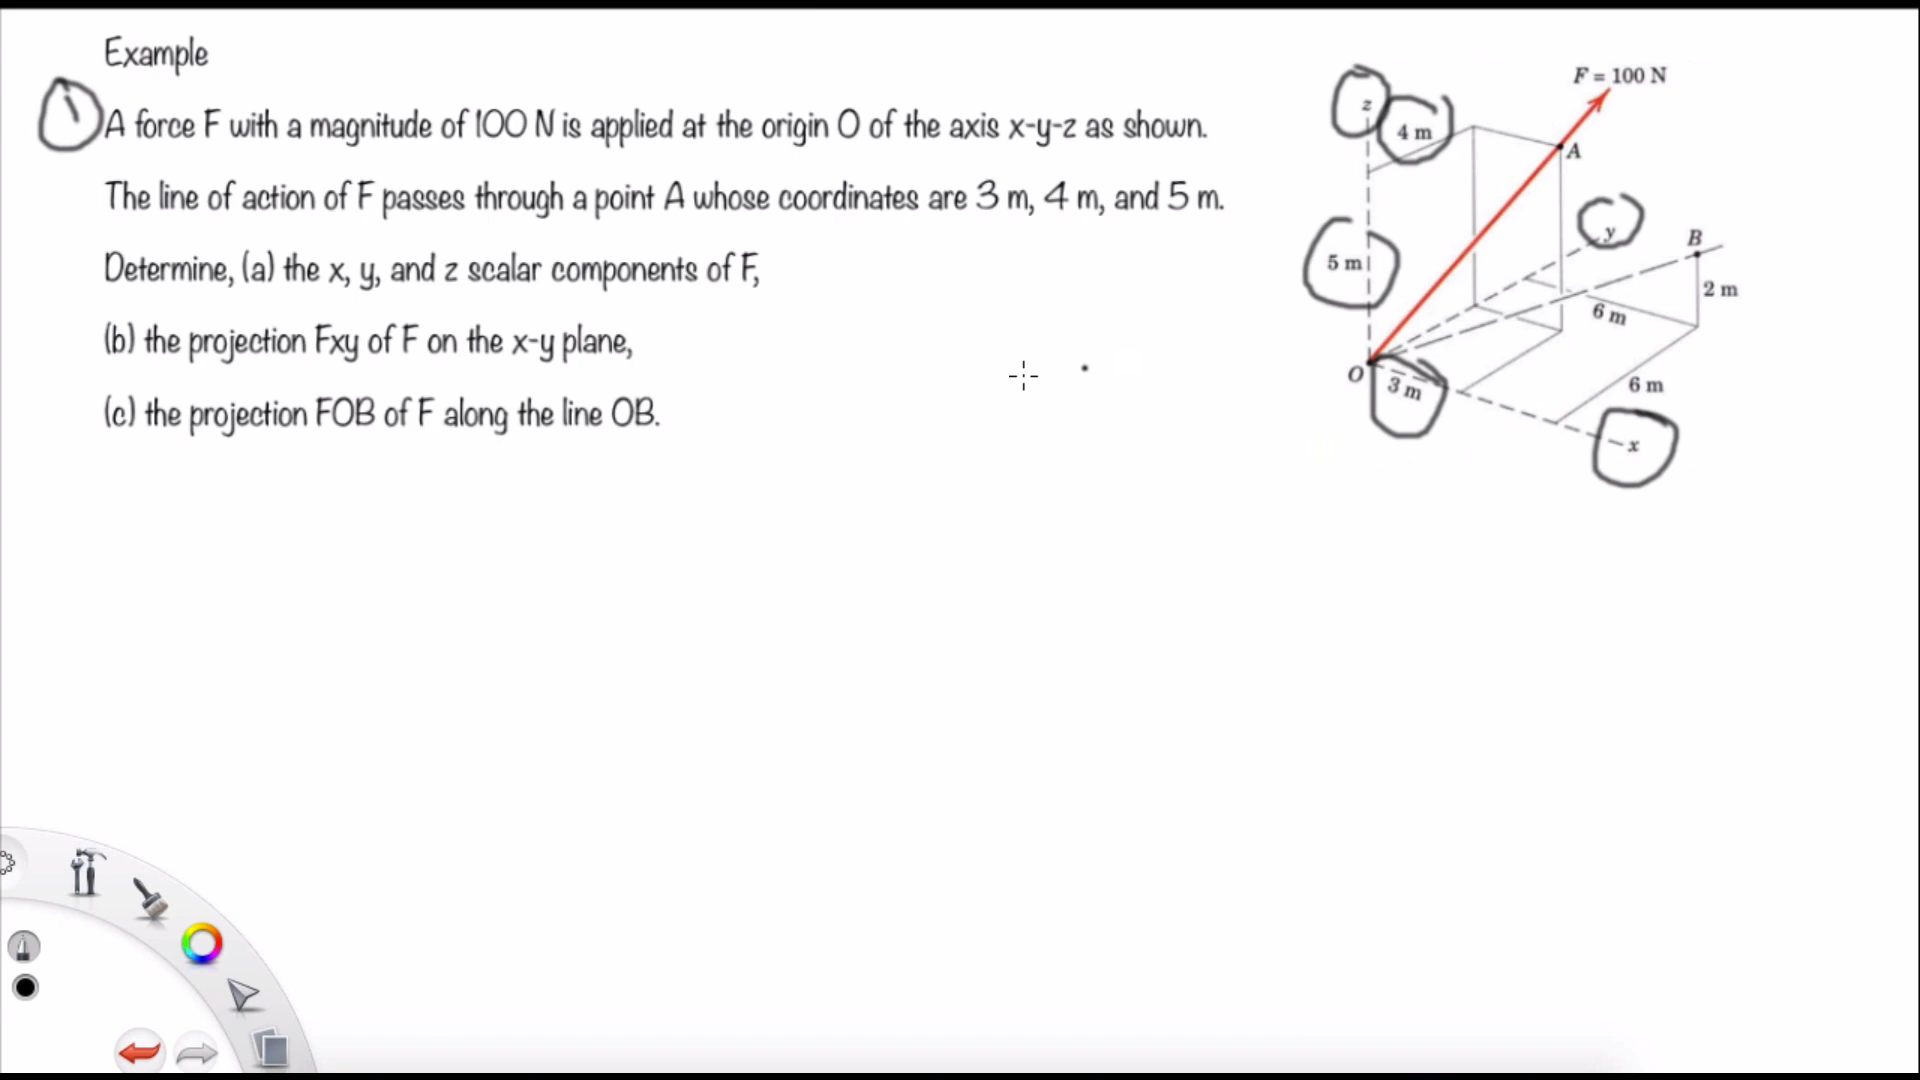 Example
A force F with a magnitude of 100 N is applied at the origin O of the axis x-y-z as shown.
The line of action of F passes through a point A whose coordinates are 3 m, 4 m, and 5 m.
Determine, (a) the x, y, and z scalar components of F,
(b) the projection Fxy of F on the x-y plane,
(c) the projection FOB of F along the line OB.
F = 100 N
z
4 m
A
y
B
5 m
2 m
6 m
O
3 m
6 m
x